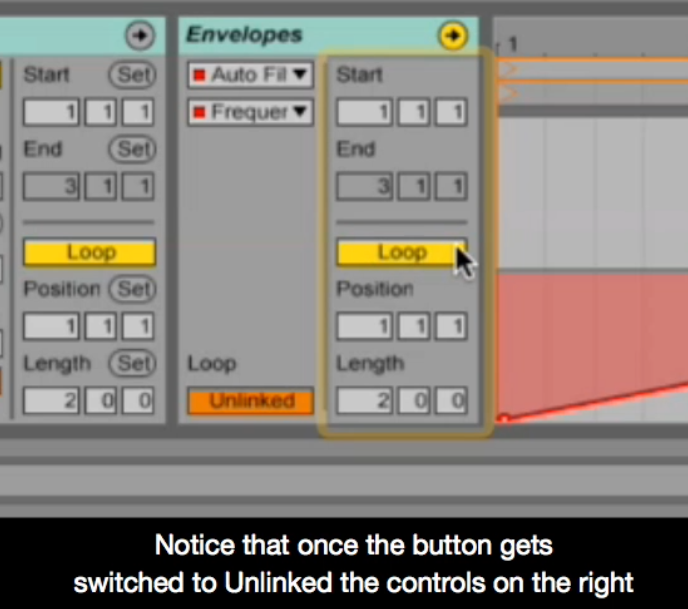 Envelopes
1
Start Set
Auto Fil
Start
1 1 1
Frequer
1 1 1
End Set
End
3 1 1
3 1 1
Loop
Loop
Position Set
Position
1 1 1
1 1 1
Length Set
Loop
Length
2 0 0
Unlinked
2 0 0
Notice that once the button gets
switched to Unlinked the controls on the right